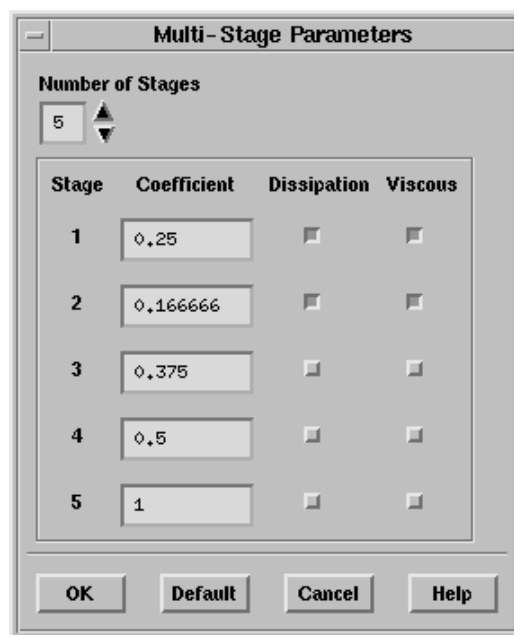 Multi-Stage Parameters
Number of Stages
5
Stage Coefficient Dissipation Viscous
1 0.25
2 0.166666
3 0.375
4 0.5
5 1
OK Default Cancel Help